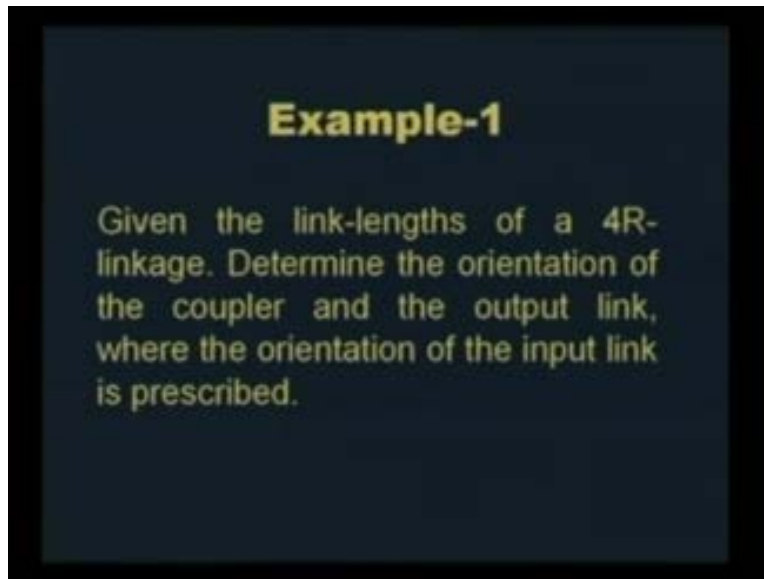 Example-1
Given the link-lengths of a 4R-
linkage. Determine the orientation of
the coupler and the output link,
where the orientation of the input link
is prescribed.